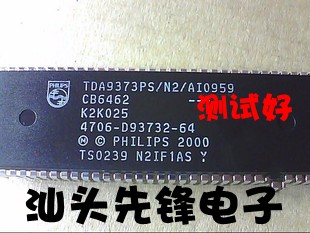 PHILIPS
TDA9373PS/N2/AI0959
CB6462 --
测试好
K2K025
4706-D93732-64
Ⓜ © PHILIPS 2000
TS0239 N2IF1AS Y
汕头先锋电子